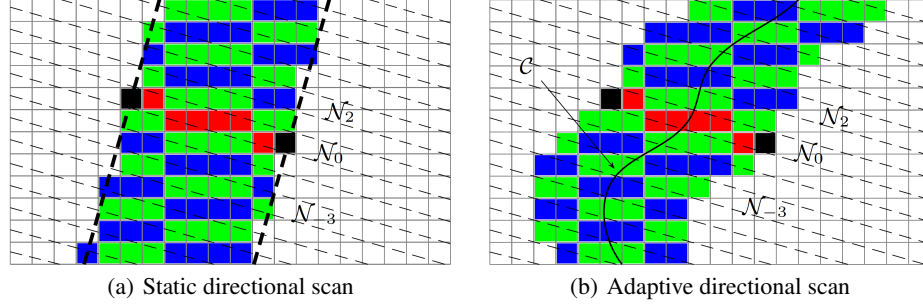 𝒩₂
𝒩₀
𝒩₋₃
(a) Static directional scan
𝒞
𝒩₂
𝒩₀
𝒩₋₃
(b) Adaptive directional scan